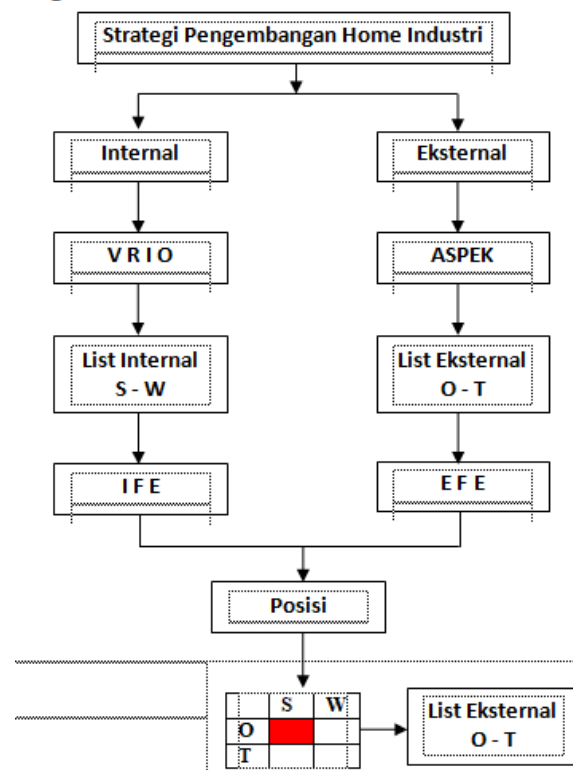 Strategi Pengembangan Home Industri
Internal
Eksternal
V R I O
ASPEK
List Internal
S - W
List Eksternal
O - T
I F E
E F E
Posisi
S W
O
T
List Eksternal
O - T